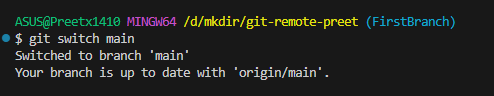 ASUS@Preetx1410 MINGW64 /d/mkdir/git-remote-preet (FirstBranch)
$ git switch main
Switched to branch 'main'
Your branch is up to date with 'origin/main'.